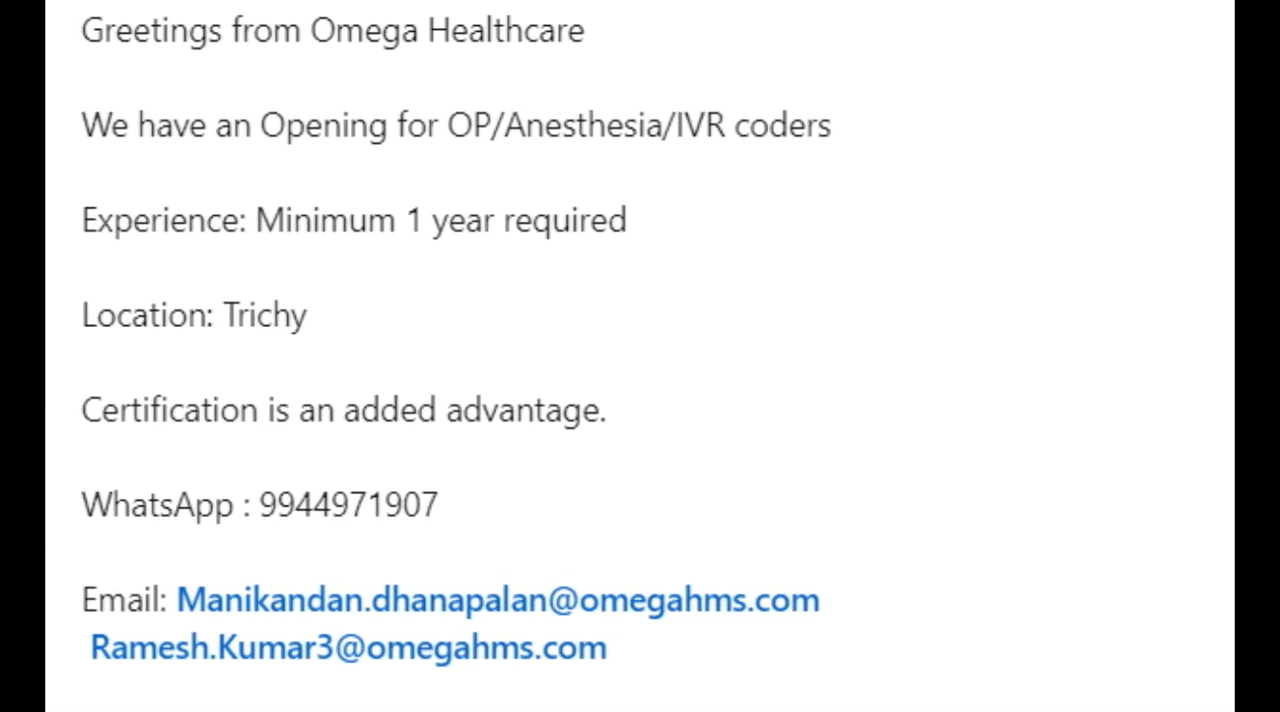 Greetings from Omega Healthcare
We have an Opening for OP/Anesthesia/IVR coders
Experience: Minimum 1 year required
Location: Trichy
Certification is an added advantage.
WhatsApp : 9944971907
Email: Manikandan.dhanapalan@omegahms.com
Ramesh.Kumar3@omegahms.com